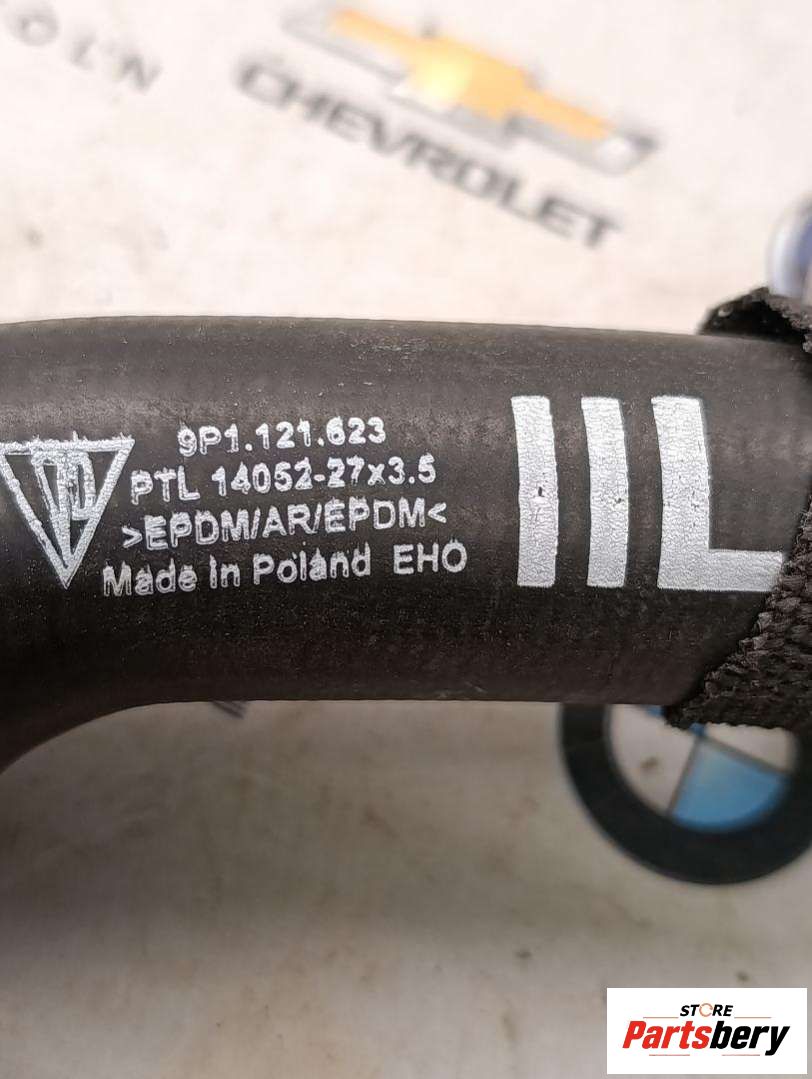 CHEVROLET
9P1.121.623
PTL 14052-27x3.5
>EPDM/AR/EPDM<
Made in Poland EHO
IIL
STORE
Partsbery